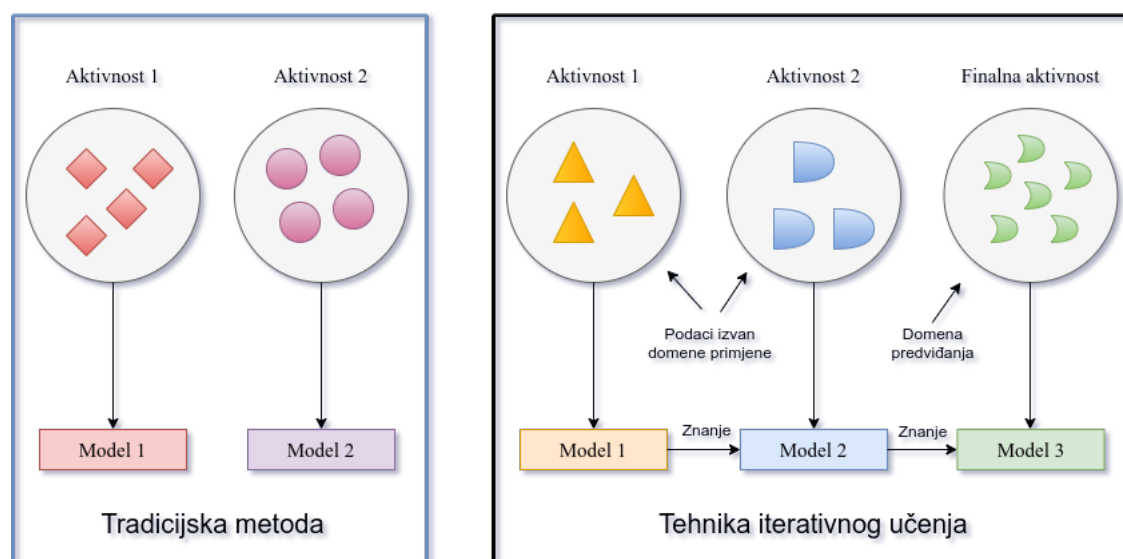 Aktivnost 1
Aktivnost 2
Model 1
Model 2
Tradicijska metoda
Aktivnost 1
Aktivnost 2
Finalna aktivnost
Podaci izvan
domene primjene
Domena
predviđanja
Model 1
Znanje
Model 2
Znanje
Model 3
Tehnika iterativnog učenja